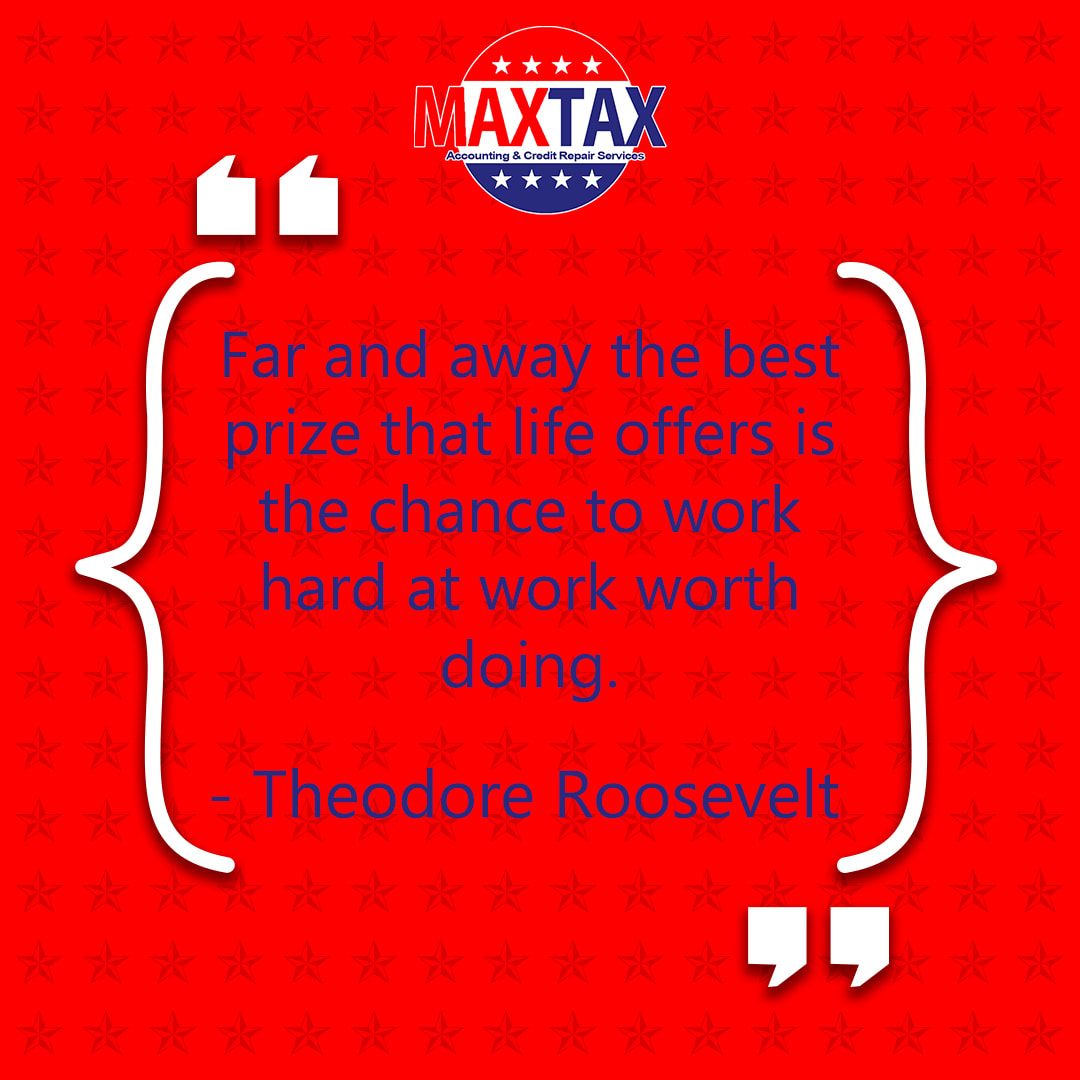 MAXTAX
Accounting & Credit Repair Services
“
Far and away the best
prize that life offers is
the chance to work
hard at work worth
doing.
- Theodore Roosevelt
”